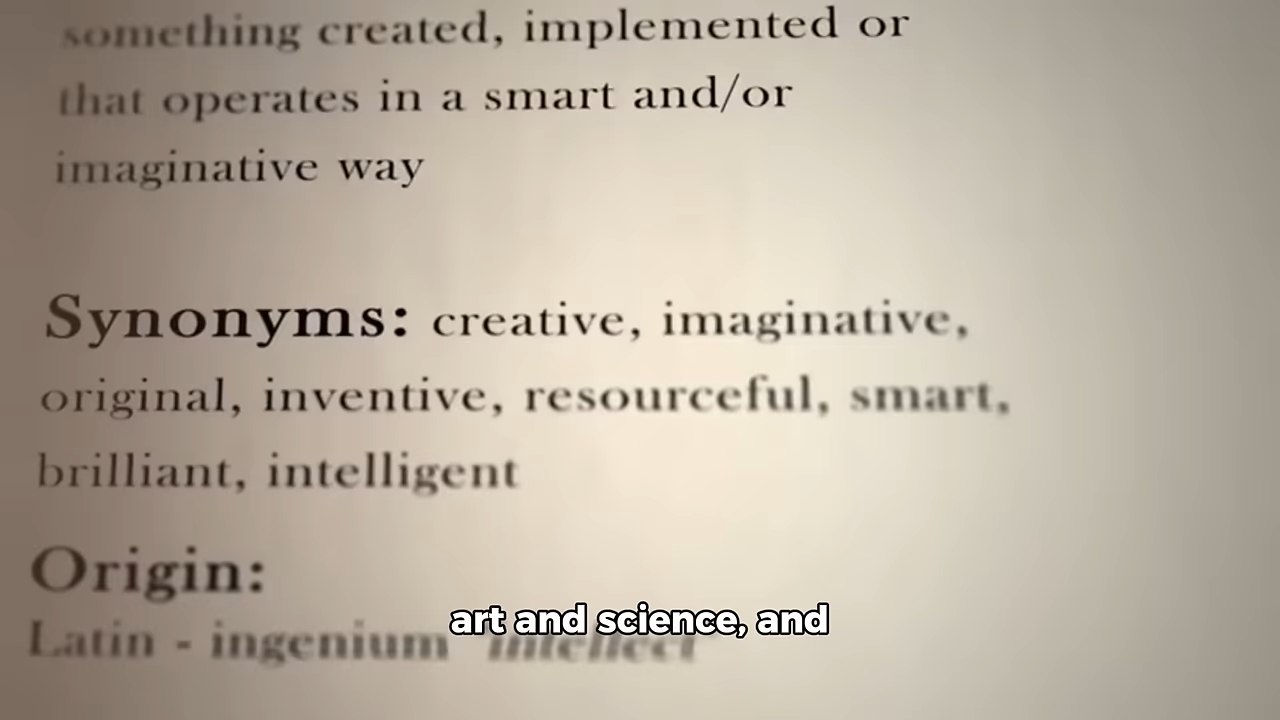 something created, implemented or
that operates in a smart and/or
imaginative way
Synonyms: creative, imaginative,
original, inventive, resourceful, smart,
brilliant, intelligent
Origin:
Latin - ingenium intellect
art and science, and